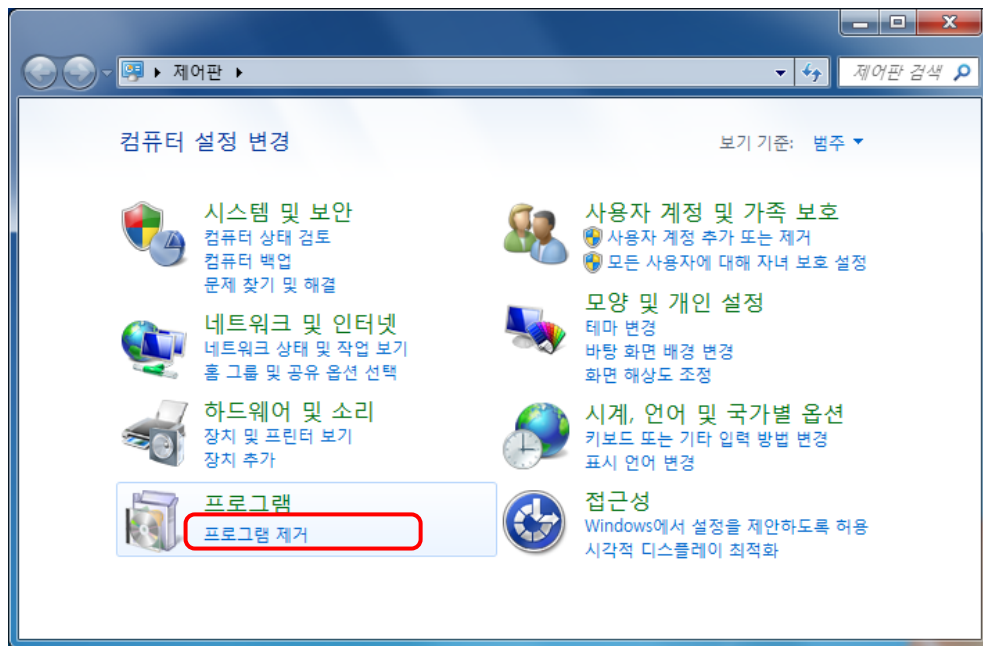 제어판
제어판 검색
컴퓨터 설정 변경
보기 기준: 범주
시스템 및 보안
컴퓨터 상태 검토
컴퓨터 백업
문제 찾기 및 해결
네트워크 및 인터넷
네트워크 상태 및 작업 보기
홈 그룹 및 공유 옵션 선택
하드웨어 및 소리
장치 및 프린터 보기
장치 추가
프로그램
프로그램 제거
사용자 계정 및 가족 보호
사용자 계정 추가 또는 제거
모든 사용자에 대해 자녀 보호 설정
모양 및 개인 설정
테마 변경
바탕 화면 배경 변경
화면 해상도 조정
시계, 언어 및 국가별 옵션
키보드 또는 기타 입력 방법 변경
표시 언어 변경
접근성
Windows에서 설정을 제안하도록 허용
시각적 디스플레이 최적화